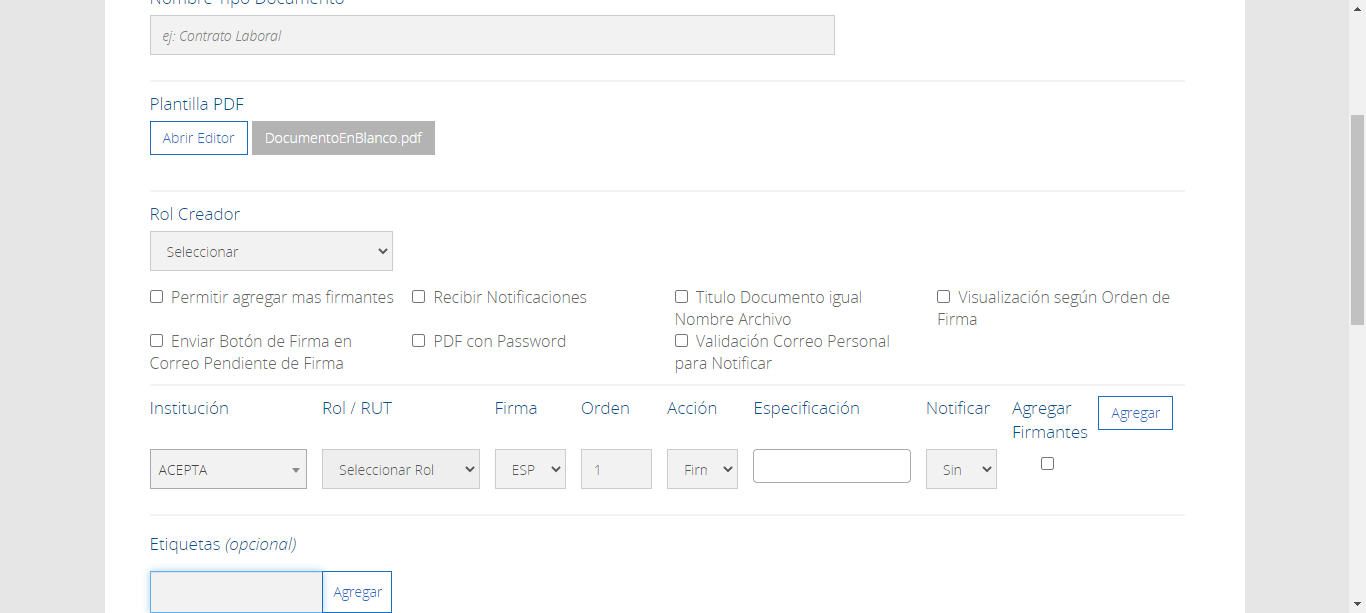 Nombre Tipo Documento
ej: Contrato Laboral
Plantilla PDF
Abrir Editor DocumentoEnBlanco.pdf
Rol Creador
Seleccionar
Permitir agregar mas firmantes Recibir Notificaciones Titulo Documento igual Visualización según Orden de
Nombre Archivo Firma
Enviar Botón de Firma en PDF con Password Validación Correo Personal
Correo Pendiente de Firma para Notificar
Institución Rol / RUT Firma Orden Acción Especificación Notificar Agregar Agregar
Firmantes
ACEPTA Seleccionar Rol ESP 1 Firn Sin
Etiquetas (opcional)
Agregar